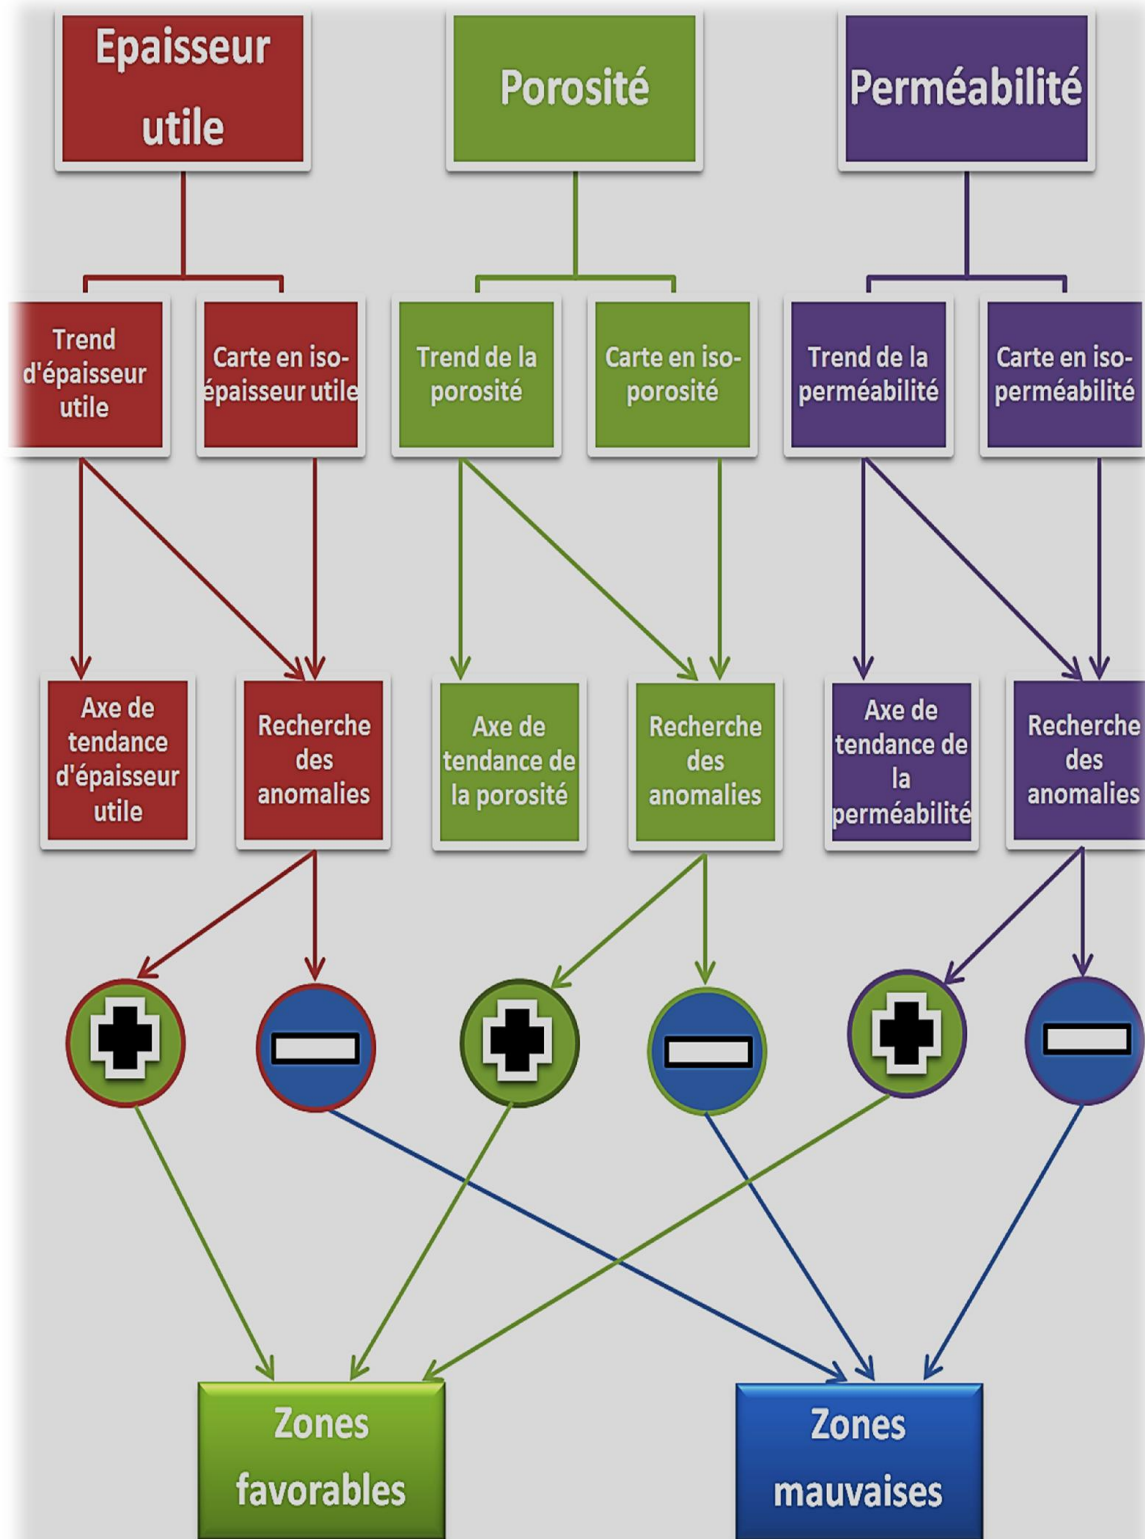 Epaisseur
utile
Porosité
Perméabilité
Trend
d'épaisseur
utile
Carte en iso-
épaisseur utile
Trend de la
porosité
Carte en iso-
porosité
Trend de la
perméabilité
Carte en iso-
perméabilité
Axe de
tendance
d'épaisseur
utile
Recherche
des
anomalies
Axe de
tendance de
la porosité
Recherche
des
anomalies
Axe de
tendance de
la
perméabilité
Recherche
des
anomalies
Zones
favorables
Zones
mauvaises